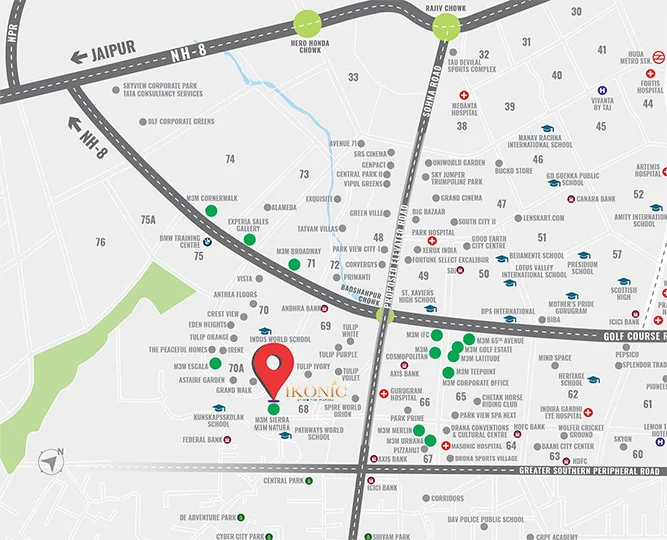 30
RAJIV CHOWK
NPR
JAIPUR
NH-8
HERO HONDA
CHOWK
32
31
41
HUDA
METRO STN.
TAU DEVILAL
SPORTS COMPLEX
SOHNA ROAD
33
40
FORTIS
HOSPITAL
SKYVIEW CORPORATE PARK
TATA CONSULTANCY SERVICES
MEDANTA
HOSPITAL
VIVANTA
BY TAJ
44
39
NH-8
DLF CORPORATE GREENS
38
45
MANAV RACHNA
INTERNATIONAL SCHOOL
AVENUE 71
SRS CINEMA
GENPACT
CENTRAL PARK II
VIPUL GREENS
74
73
UNIWORLD GARDEN
46
BUCKO STORE
SKY JUMPER
TRUMPOLINE PARK
GD GOENKA PUBLIC
SCHOOL
ARTEMIS
HOSPITAL
M3M CORNERWALK
EXQUISITE
GRAND CINEMA
47
CANARA BANK
52
ALAMEDA
GREEN VILLE
BIG BAZAAR
LENSKART.COM
AMITY INTERNATIONAL
SCHOOL
75A
EXPERIA SALES
GALLERY
TATVAM VILLAS
SOUTH CITY II
PARK HOSPITAL
48
51
76
BMW TRAINING
CENTRE
75
M3M BROADWAY
PARK VIEW CITY-I
XEROX INDIA
GOOD EARTH
CITY CENTRE
PROPOSED ELEVATED ROAD
71
72
CONVERGYS
FORTUNE SELECT EXCALIBUR
BEHAMENTE SCHOOL
PRESIDIUM
SCHOOL
57
PRIMANTI
49
SBI
50
LOTUS VALLEY
INTERNATIONAL SCHOOL
VISTA
BADSHAHPUR
CHOWK
ST. XAVIERS
HIGH SCHOOL
SCOTTISH
HIGH
ANTHEA FLOORS
MOTHER'S PRIDE
GURUGRAM
70
ANDHRA BANK
DPS INTERNATIONAL
ICICI BANK
CREST VIEW
BIBA
69
EDEN HEIGHTS
TULIP
WHITE
INDUS WORLD SCHOOL
M3M IFC
M3M 65TH AVENUE
GOLF COURSE R
TULIP ORANGE
THE PEACEFUL HOMES
IRENE
TULIP PURPLE
M3M
COSMOPOLITAN
M3M GOLF ESTATE
M3M LATITUDE
PEPSICO
MINO SPACE
SPLENDOR TRAD
M3M ESCALA
70A
TULIP IVORY
TULIP
VOILET
AXIS BANK
M3M TEEPOINT
62
PION
ASTAIRE GARDEN
M3M CORPORATE OFFICE
HERITAGE
SCHOOL
61
GRAND WALK
IKONIC
GURUGRAM
HOSPITAL
65
CHETAK HORSE
RIDING CLUB
SPIRE WORLD
ORION
66
KUNSKAPSSKOLAN
SCHOOL
68
M3M SIERRA
M3M NATURA
PARK PRIME
PARK VIEW SPA NEXT
INDIRA GANDHI
EYE HOSPITAL
LEMON T
HOTEL
PATHWAYS WORLD
SCHOOL
M3M MERLIN
DRANA CONVENTIONS
& CULTURAL CENTRE
HDFC BANK
WOLFER CRICKET
GROUND
FEDERAL BANK
M3M URBANA
MASONIC HOSPITAL
64
BAANI CITY CENTER
SKYON
60
PIZZAHUT
DRONA SPORTS VILLAGE
63
AXIS BANK
67
HDFC
N
GREATER SOUTHERN PERIPHERAL ROAD
CENTRAL PARK
ICICI BANK
CORRIDORS
DE ADVENTURE PARK
DAV POLICE PUBLIC SCHOOL
CYBER CITY PARK
SHIVAM PARK
CRPF ACADEMY